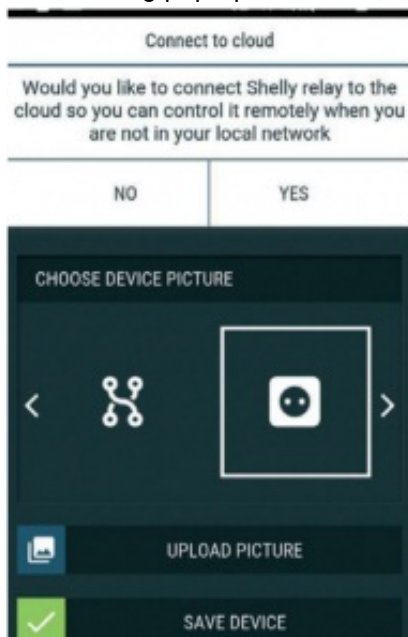 Connect to cloud
Would you like to connect Shelly relay to the
cloud so you can control it remotely when you
are not in your local network
NO YES
CHOOSE DEVICE PICTURE
UPLOAD PICTURE
SAVE DEVICE